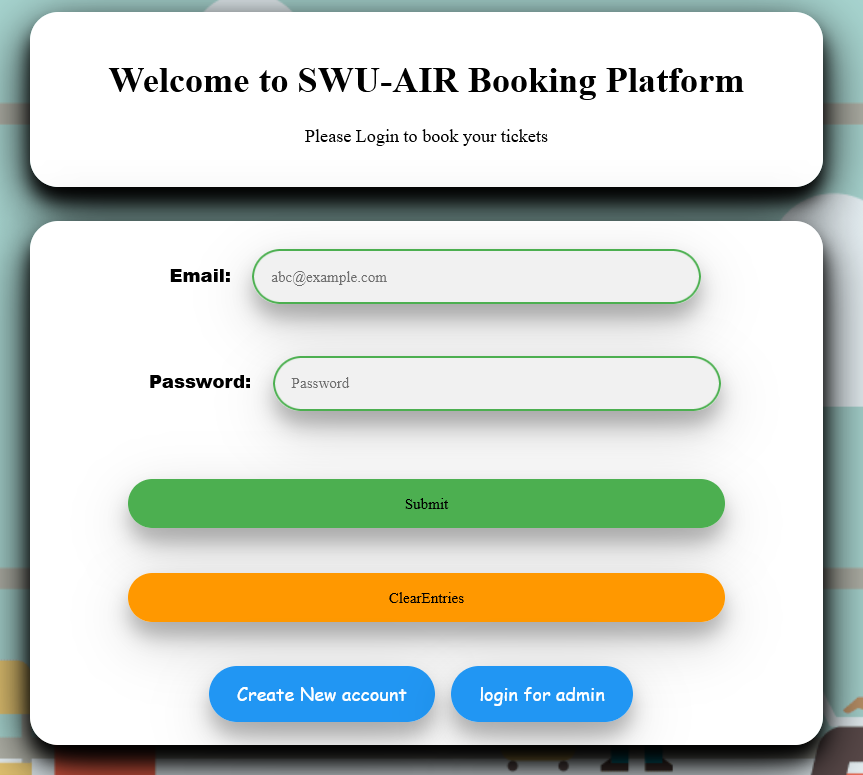 Welcome to SWU-AIR Booking Platform
Please Login to book your tickets
Email: abc@example.com
Password: Password
Submit
ClearEntries
Create New account login for admin